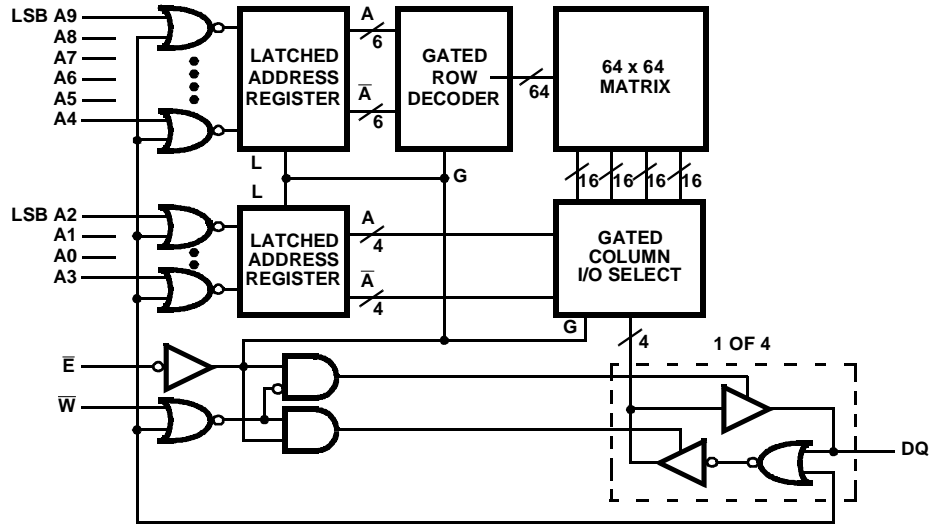 LSB A9
A8
A7
A6
A5
A4
LATCHED
ADDRESS
REGISTER
A
6
A̅
6
GATED
ROW
DECODER
64
64 x 64
MATRIX
L
L
G
16
16
16
16
LSB A2
A1
A0
A3
LATCHED
ADDRESS
REGISTER
A
4
A̅
4
GATED
COLUMN
I/O SELECT
G
4
1 OF 4
E̅
W̅
DQ